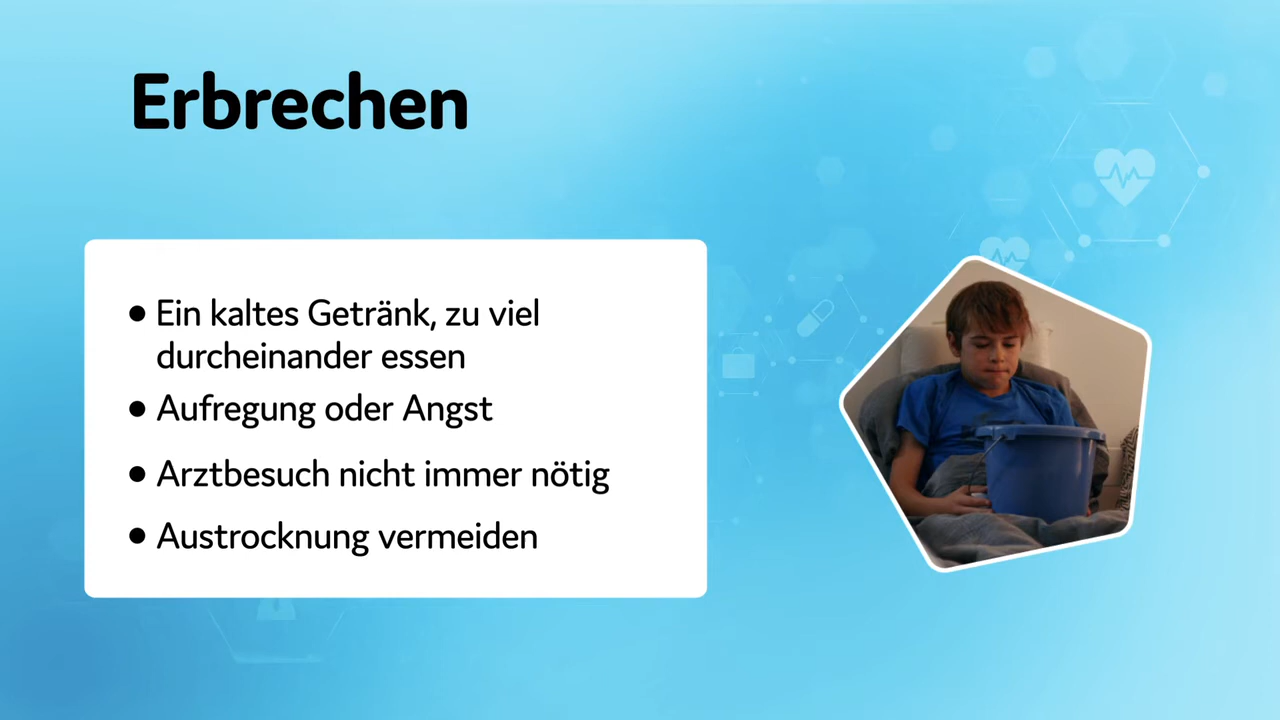 Erbrechen
• Ein kaltes Getränk, zu viel
durcheinander essen
• Aufregung oder Angst
• Arztbesuch nicht immer nötig
• Austrocknung vermeiden